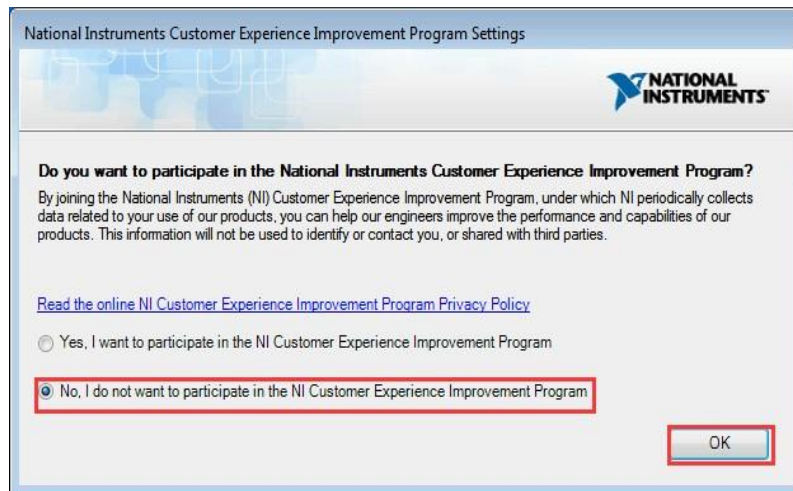 National Instruments Customer Experience Improvement Program Settings
NATIONAL
INSTRUMENTS
Do you want to participate in the National Instruments Customer Experience Improvement Program?
By joining the National Instruments (NI) Customer Experience Improvement Program, under which NI periodically collects
data related to your use of our products, you can help our engineers improve the performance and capabilities of our
products. This information will not be used to identify or contact you, or shared with third parties.
Read the online NI Customer Experience Improvement Program Privacy Policy
Yes, I want to participate in the NI Customer Experience Improvement Program
No, I do not want to participate in the NI Customer Experience Improvement Program
OK